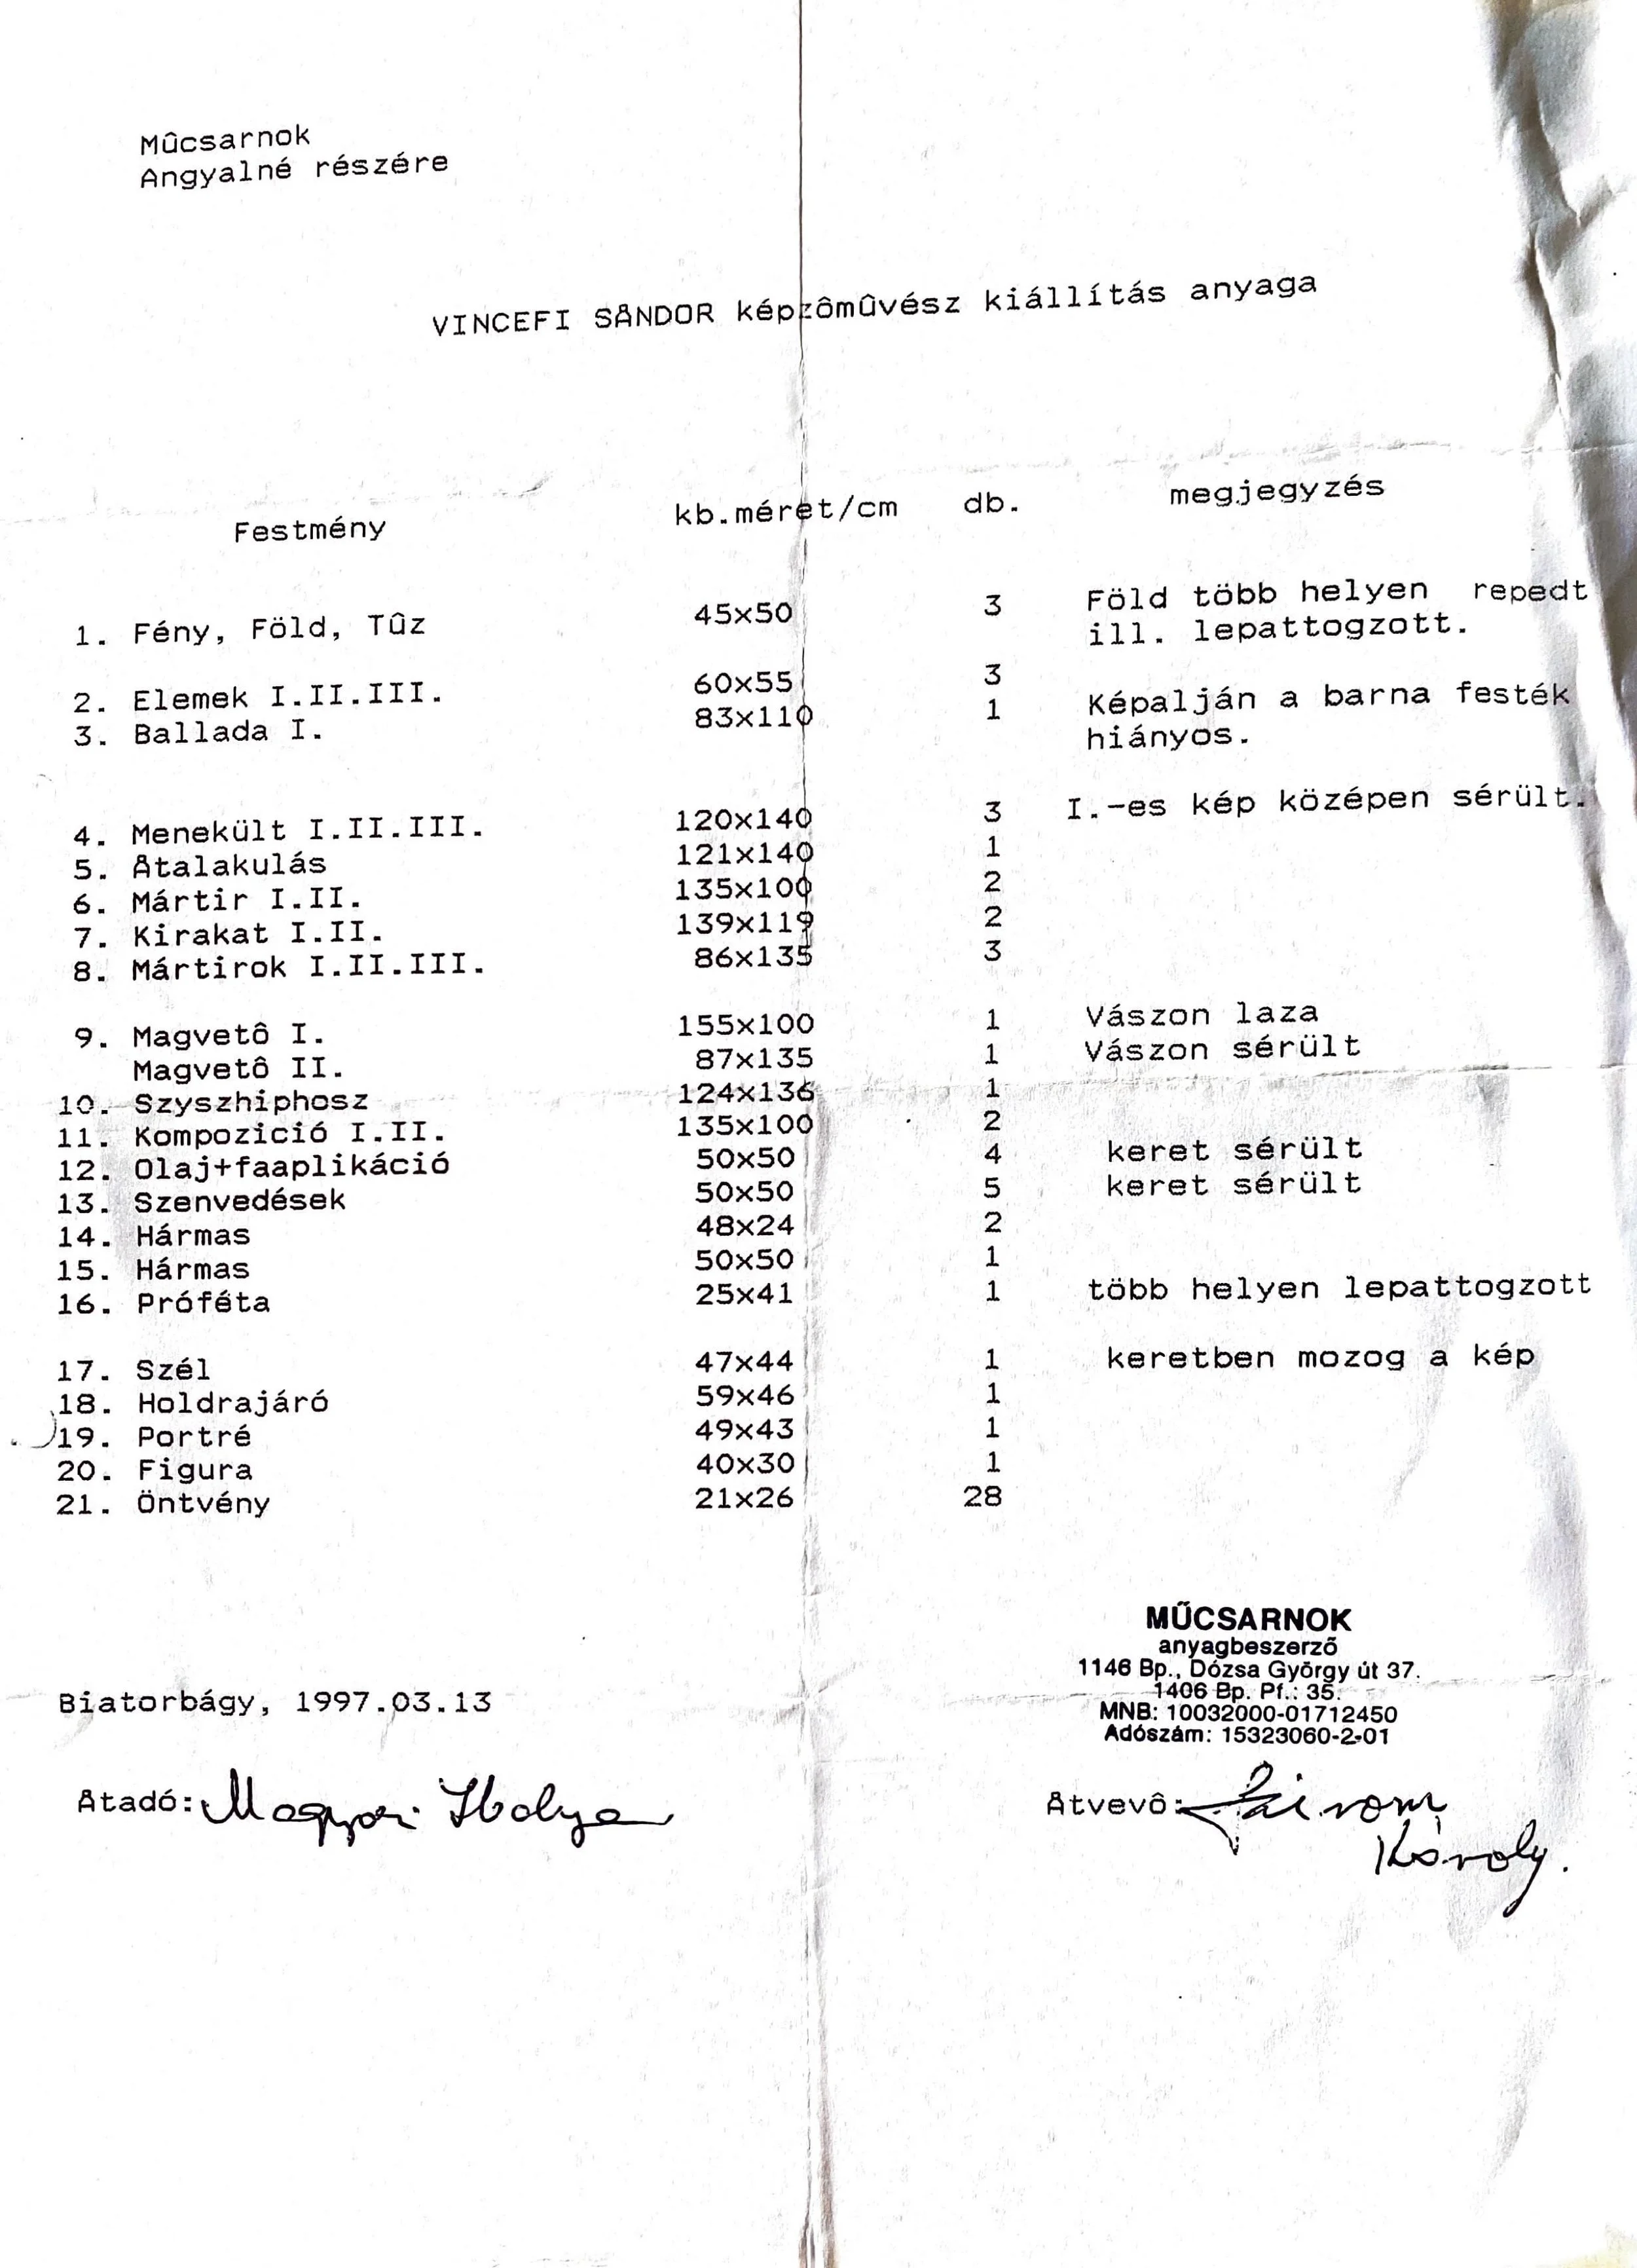 Mûcsarnok
Angyalné részére
VINCEFI SÅNDOR képzômûvész kiállítás anyaga
Festmény kb.méret/cm db. megjegyzés
1. Fény, Föld, Tûz 45x50 3 Föld több helyen repedt
ill. lepattogzott.
2. Elemek I.II.III. 60x55 3
3. Ballada I. 83x110 1 Képalján a barna festék
hiányos.
4. Menekült I.II.III. 120x140 3 I.-es kép középen sérült.
5. Åtalakulás 121x140 1
6. Mártir I.II. 135x100 2
7. Kirakat I.II. 139x119 2
8. Mártirok I.II.III. 86x135 3
9. Magvetô I. 155x100 1 Vászon laza
Magvetô II. 87x135 1 Vászon sérült
10. Szyszhiphosz 124x136 1
11. Kompozició I.II. 135x100 2
12. Olaj+faaplikáció 50x50 4 keret sérült
13. Szenvedések 50x50 5 keret sérült
14. Hármas 48x24 2
15. Hármas 50x50 1
16. Próféta 25x41 1 több helyen lepattogzott
17. Szél 47x44 1 keretben mozog a kép
18. Holdrajáró 59x46 1
19. Portré 49x43 1
20. Figura 40x30 1
21. Öntvény 21x26 28
MŰCSARNOK
anyagbeszerző
1146 Bp., Dózsa György út 37.
1406 Bp. Pf.: 35.
MNB: 10032000-01712450
Adószám: 15323060-2-01
Biatorbágy, 1997.03.13
Åtadó: Magyari Ibolya
Åtvevô:
Károly.